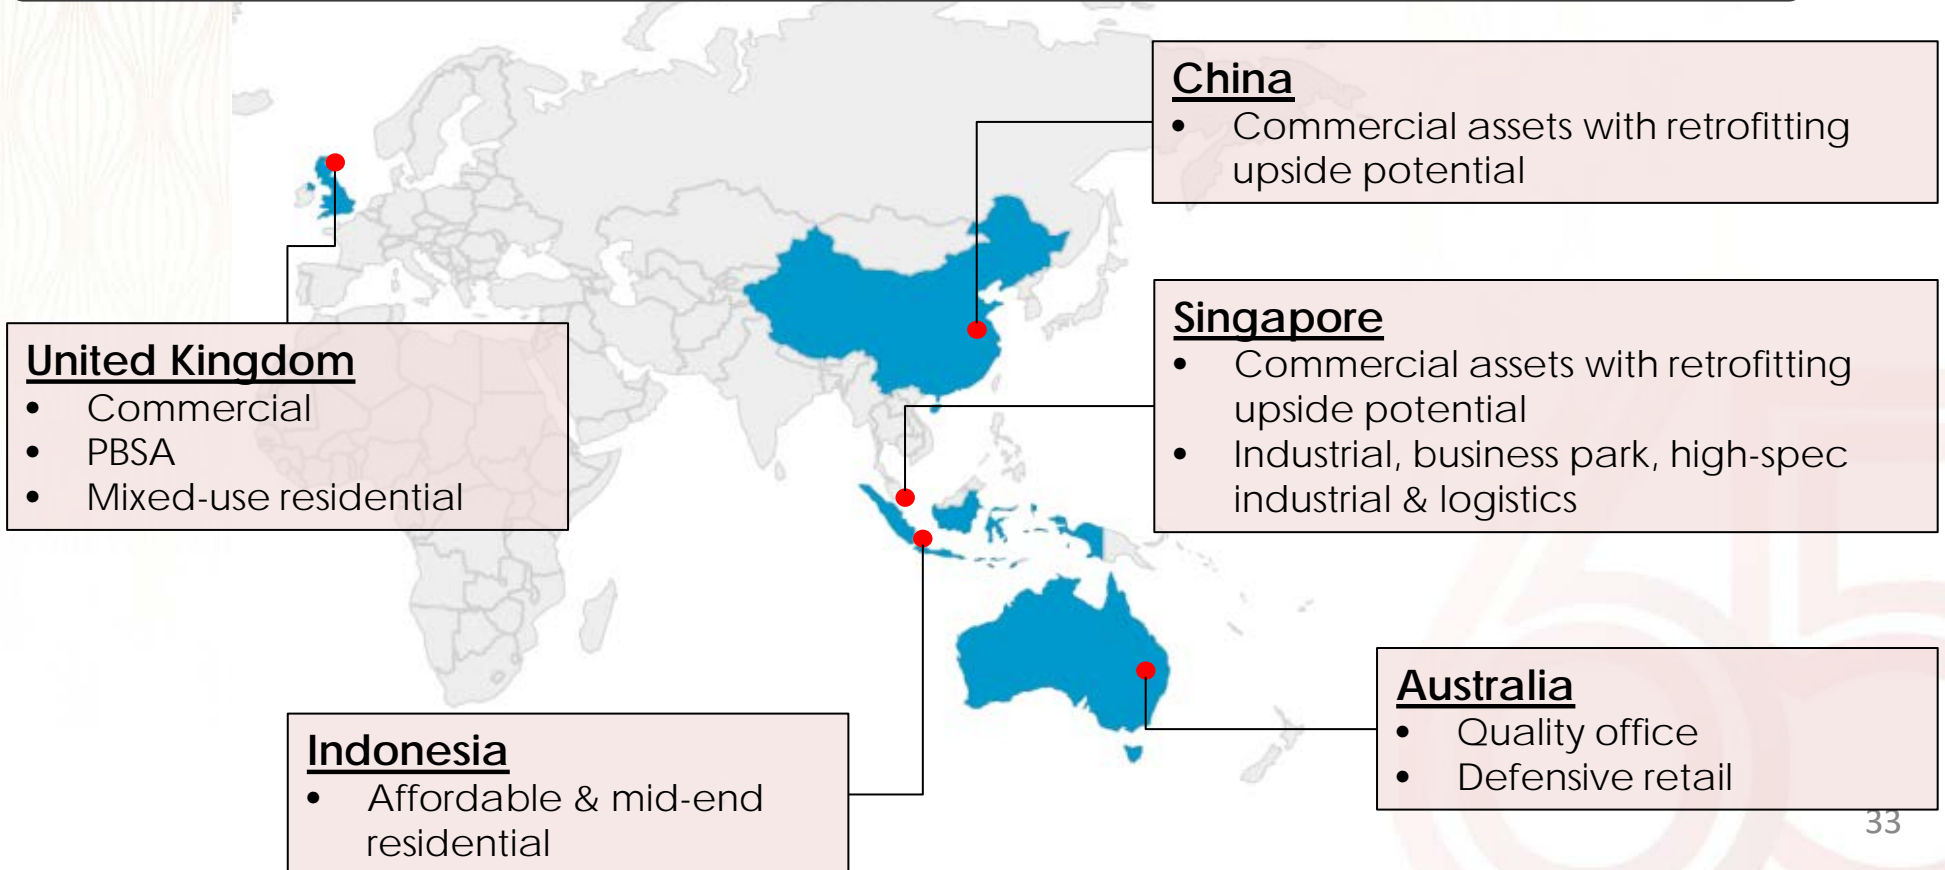 China
• Commercial assets with retrofitting
upside potential
Singapore
• Commercial assets with retrofitting
upside potential
• Industrial, business park, high-spec
industrial & logistics
United Kingdom
• Commercial
• PBSA
• Mixed-use residential
Australia
• Quality office
• Defensive retail
Indonesia
• Affordable & mid-end
residential
33